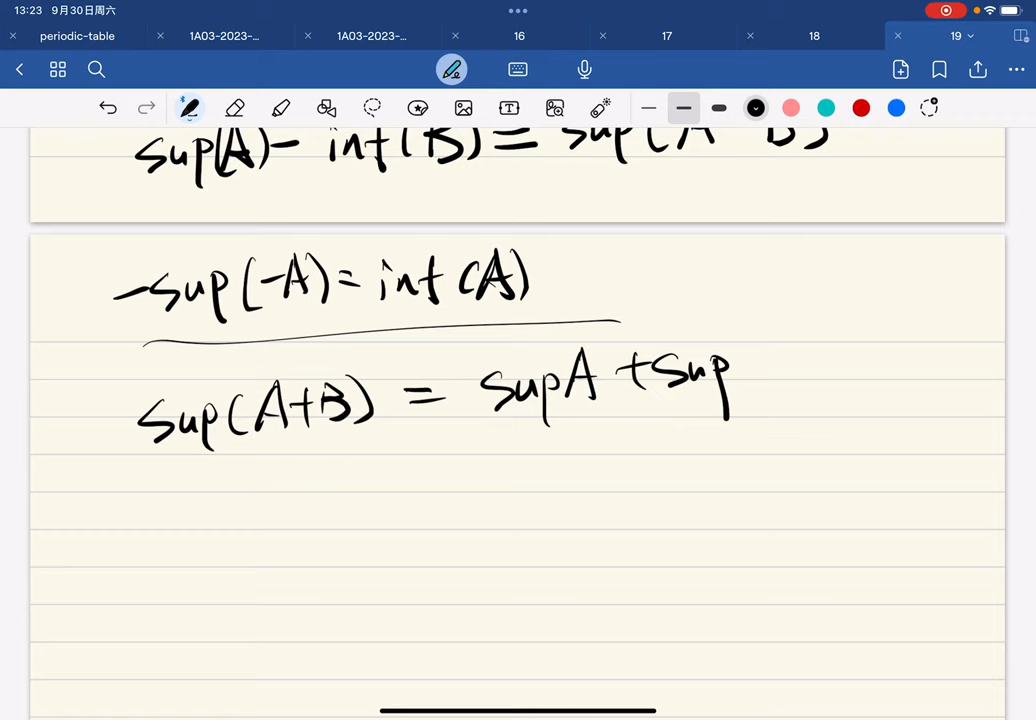 13:23 9月30日周六
periodic-table 1A03-2023-... 1A03-2023-... 16 17 18 19
sup(A) - inf(B) = sup(A - B)
-sup(-A) = inf(A)
sup(A+B) = supA + sup